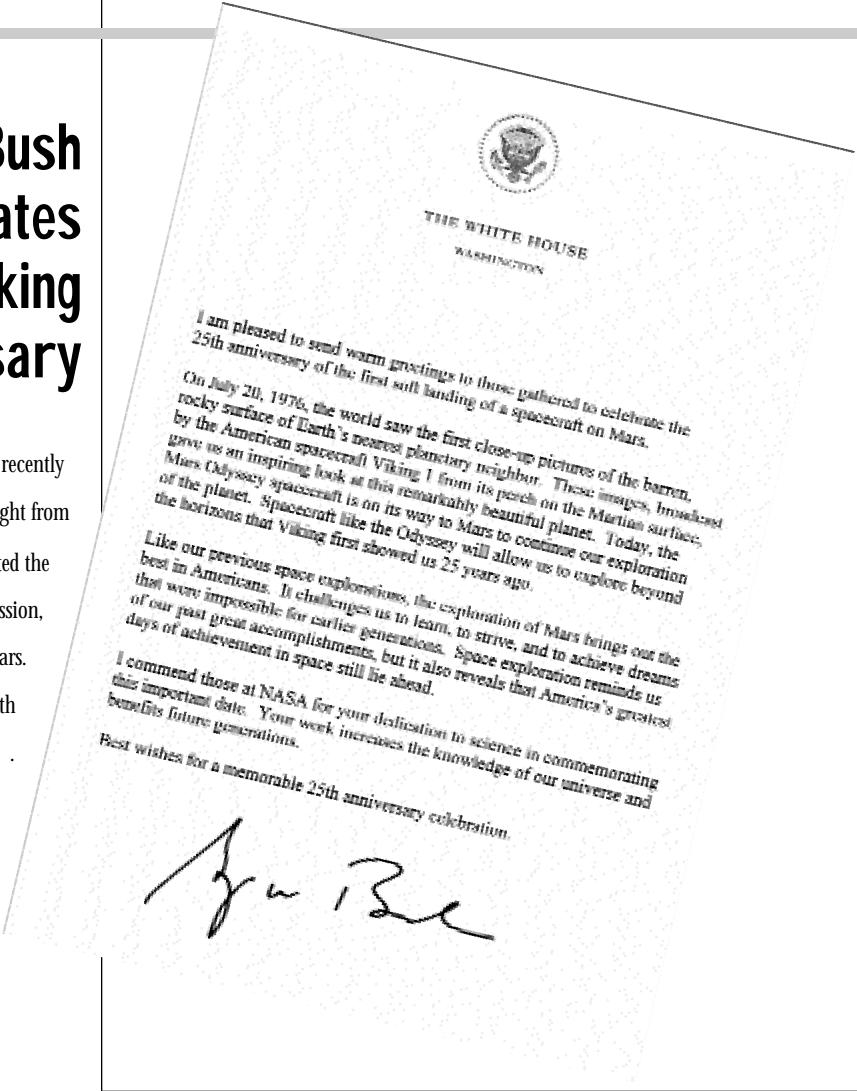 Bush
ates
king
sary
recently
ght from
ted the
ssion,
ars.
th
.
THE WHITE HOUSE
WASHINGTON
I am pleased to send warm greetings to those gathered to celebrate the
25th anniversary of the first soft landing of a spacecraft on Mars.
On July 20, 1976, the world saw the first close-up pictures of the barren,
rocky surface of Earth's nearest planetary neighbor. These images, broadcast
by the American spacecraft Viking 1 from its perch on the Martian surface,
gave us an inspiring look at this remarkably beautiful planet. Today, the
Mars Odyssey spacecraft is on its way to Mars to continue our exploration
of the planet. Spacecraft like the Odyssey will allow us to explore beyond
the horizons that Viking first showed us 25 years ago.
Like our previous space explorations, the exploration of Mars brings out the
best in Americans. It challenges us to learn, to strive, and to achieve dreams
that were impossible for earlier generations. Space exploration reminds us
of our past great accomplishments, but it also reveals that America's greatest
days of achievement in space still lie ahead.
I commend those at NASA for your dedication to science in commemorating
this important date. Your work increases the knowledge of our universe and
benefits future generations.
Best wishes for a memorable 25th anniversary celebration.